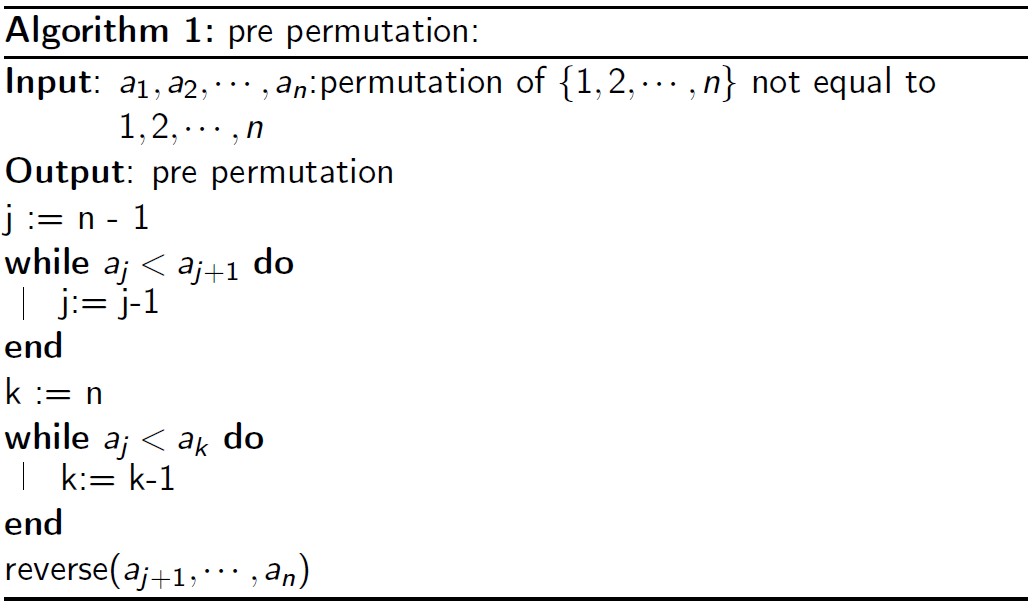 Algorithm 1: pre permutation:
Input: a₁, a₂, ⋯ , aₙ:permutation of {1, 2, ⋯ , n} not equal to
1, 2, ⋯ , n
Output: pre permutation
j := n - 1
while aⱼ < aⱼ₊₁ do
j:= j-1
end
k := n
while aⱼ < aₖ do
k:= k-1
end
reverse(aⱼ₊₁, ⋯ , aₙ)